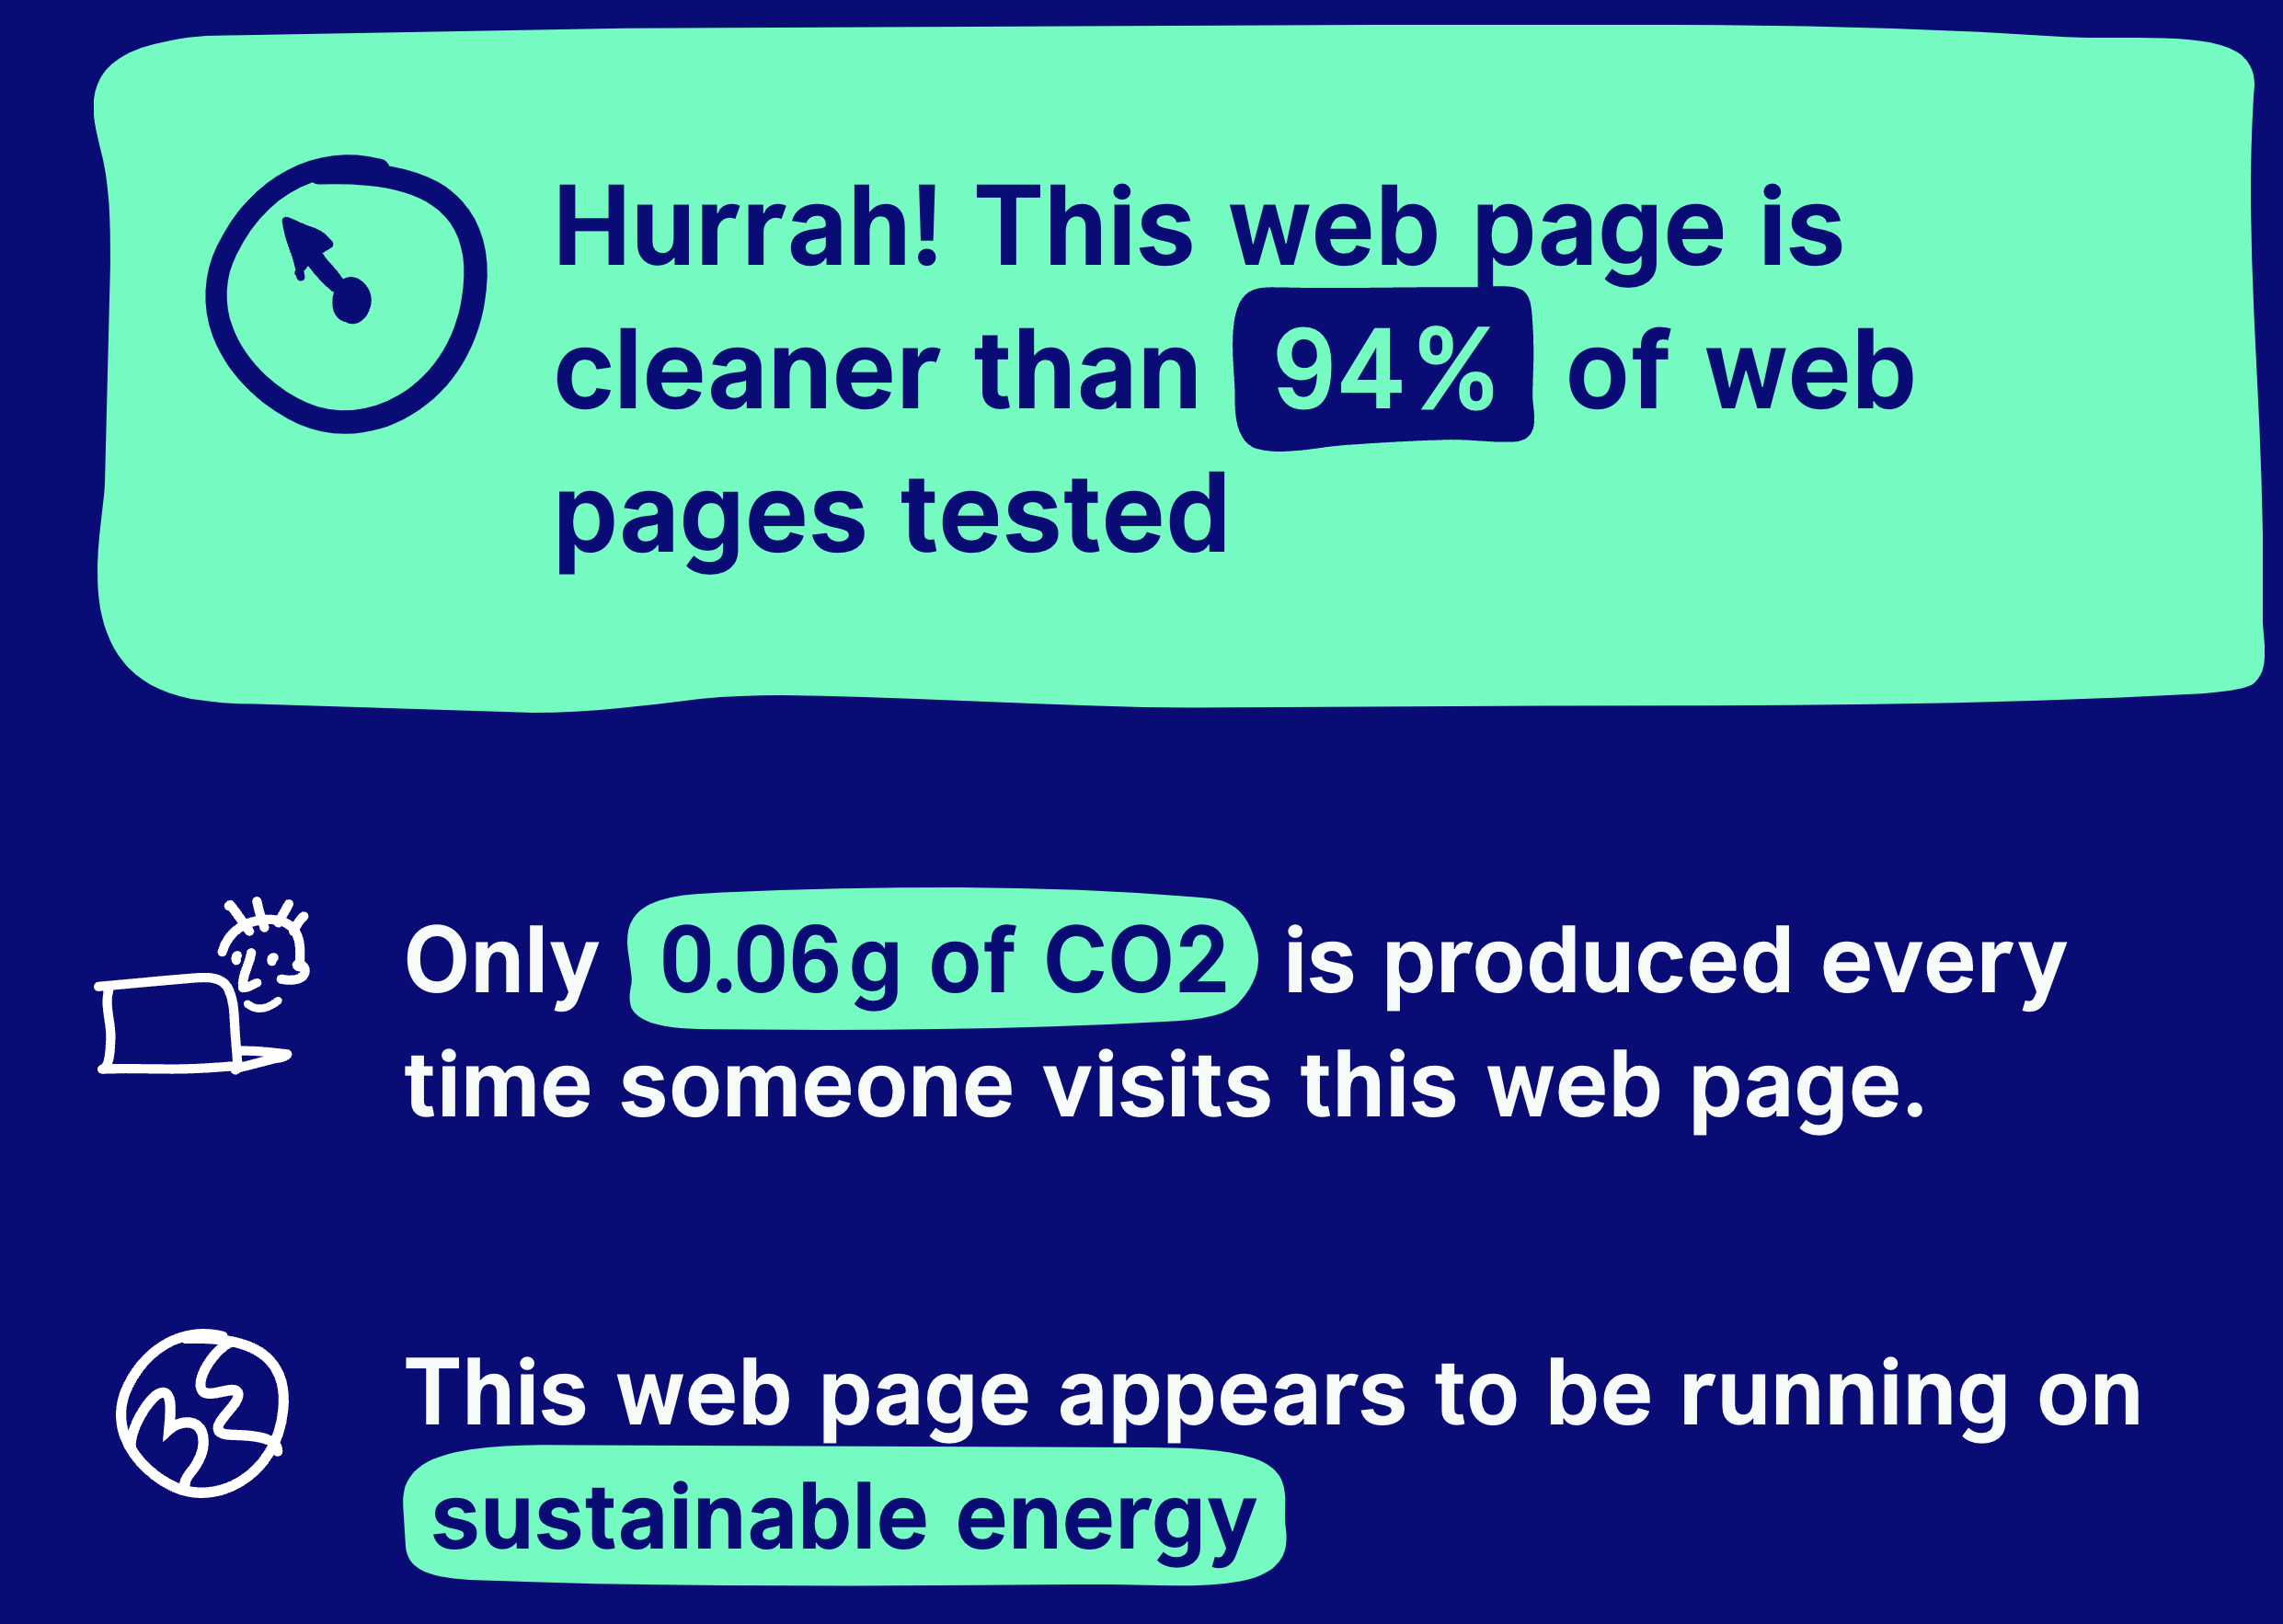 Hurrah! This web page is
cleaner than 94% of web
pages tested
Only 0.06g of CO2 is produced every
time someone visits this web page.
This web page appears to be running on
sustainable energy